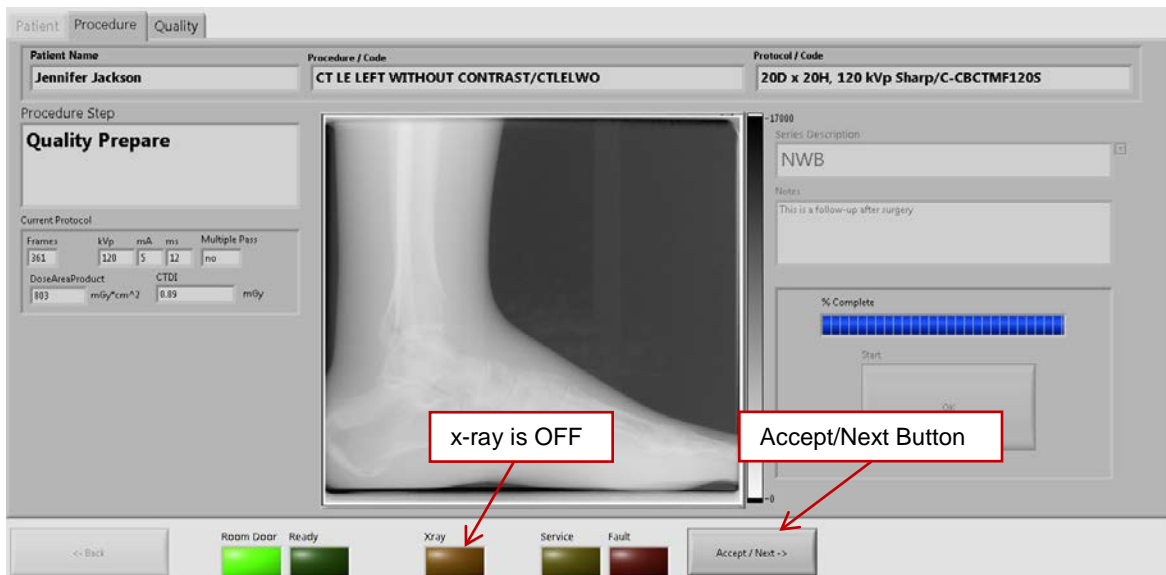 Patient Procedure Quality
Patient Name Procedure / Code Protocol / Code
Jennifer Jackson CT LE LEFT WITHOUT CONTRAST/CTLELWO 20D x 20H, 120 kVp Sharp/C-CBCTMF120S
Procedure Step
Quality Prepare
Current Protocol
Frames kVp mA ms Multiple Pass
361 120 5 12 no
DoseAreaProduct CTDI
803 mGy*cm^2 0.89 mGy
17000
0
Series Description
NWB
Notes
This is a follow-up after surgery
% Complete
Start
OK
x-ray is OFF
Accept/Next Button
<- Back
Room Door Ready Xray Service Fault
Accept / Next ->